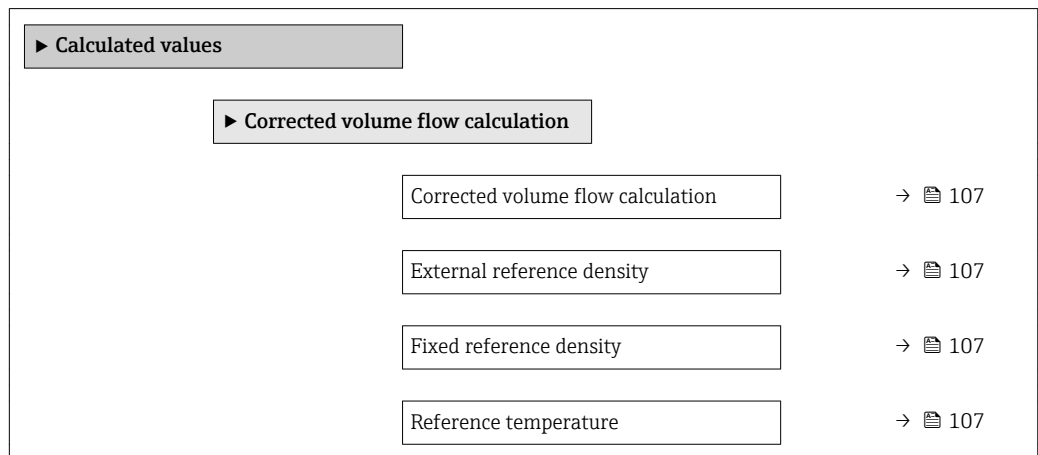 ► Calculated values
► Corrected volume flow calculation
Corrected volume flow calculation → 107
External reference density → 107
Fixed reference density → 107
Reference temperature → 107